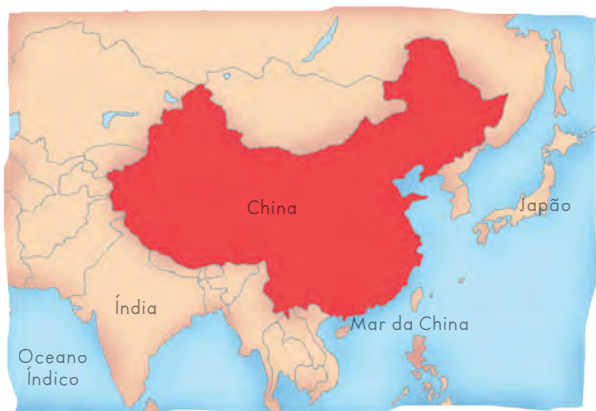 China
Japão
Índia
Mar da China
Oceano
Índico